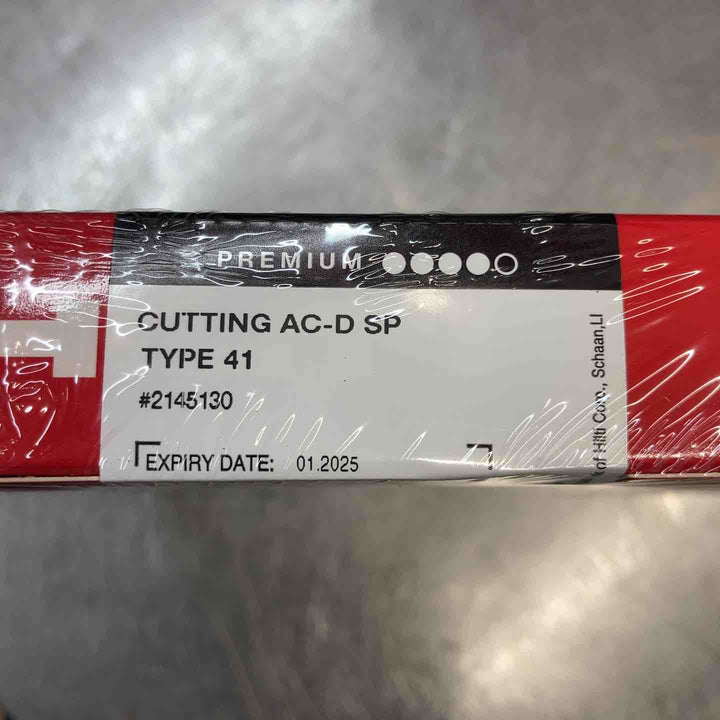 PREMIUM
CUTTING AC-D SP
TYPE 41
#2145130
EXPIRY DATE: 01.2025
of Hilti Corp., Schaan, LI